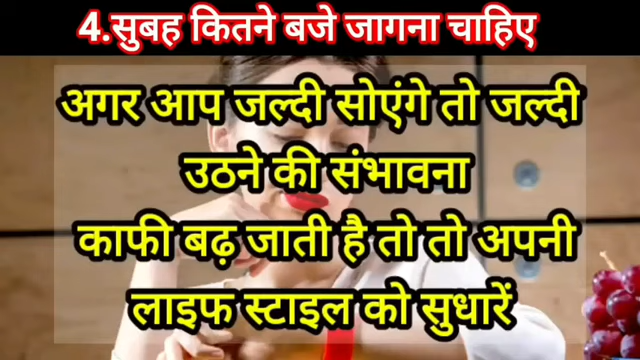 4.सुबह कितने बजे जागना चाहिए
अगर आप जल्दी सोएंगे तो जल्दी
उठने की संभावना
काफी बढ़ जाती है तो तो अपनी
लाइफ स्टाइल को सुधारें